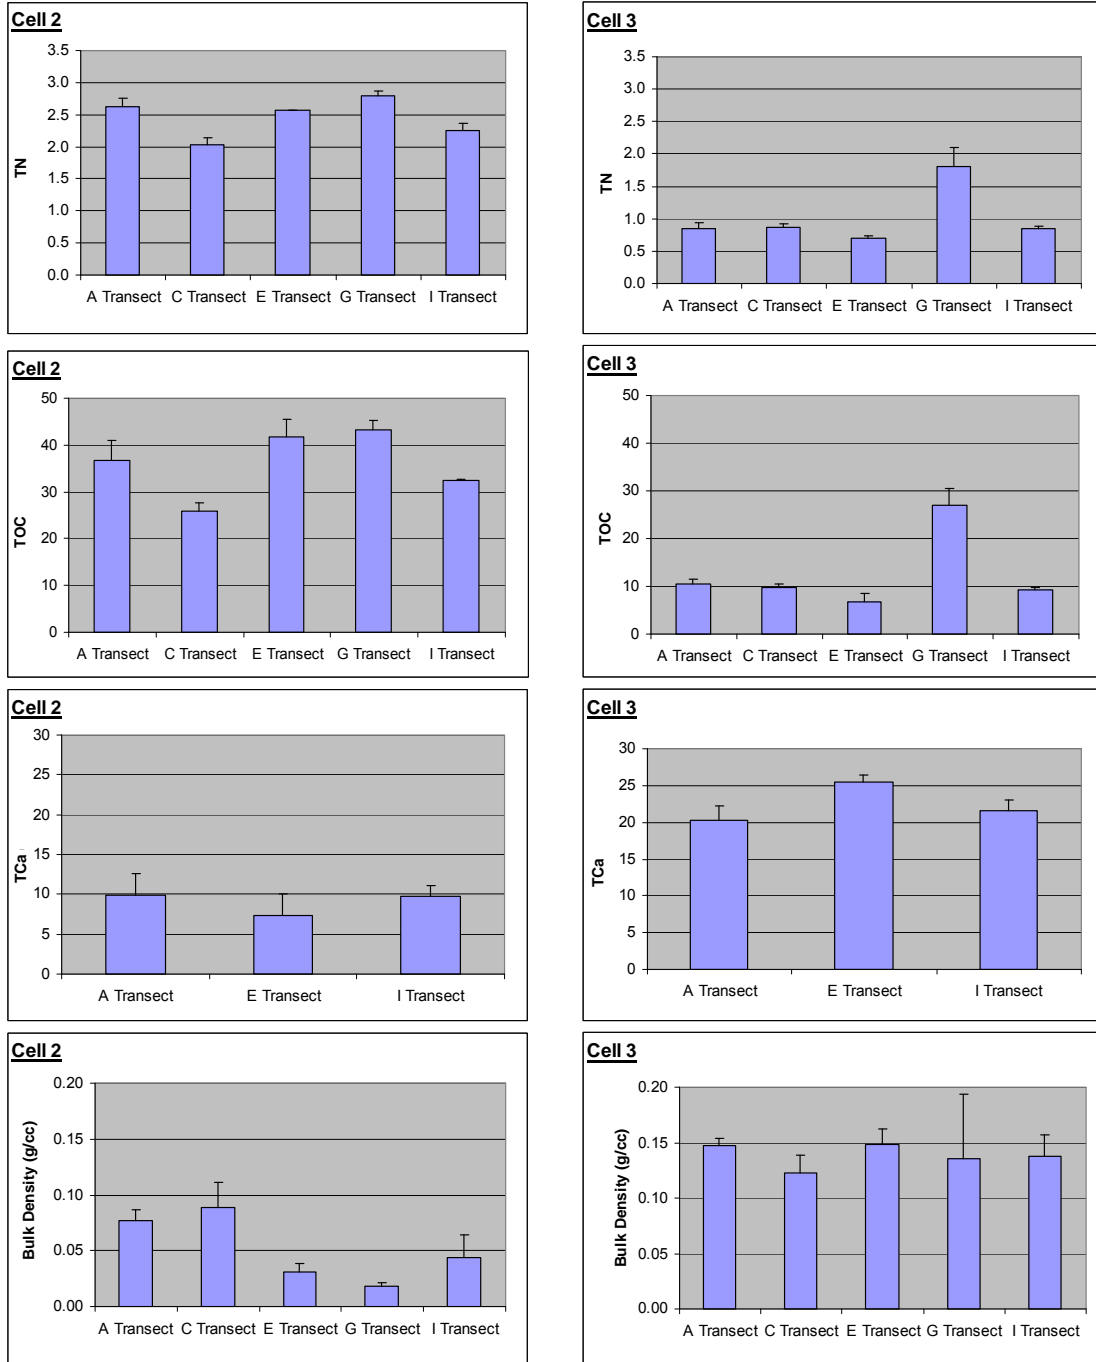 Cell 2
3.5
3.0
2.5
2.0
1.5
1.0
0.5
0.0
TN
A Transect C Transect E Transect G Transect I Transect
Cell 3
3.5
3.0
2.5
2.0
1.5
1.0
0.5
0.0
TN
A Transect C Transect E Transect G Transect I Transect
Cell 2
50
40
30
20
10
0
TOC
A Transect C Transect E Transect G Transect I Transect
Cell 3
50
40
30
20
10
0
TOC
A Transect C Transect E Transect G Transect I Transect
Cell 2
30
25
20
15
10
5
0
TCa
A Transect E Transect I Transect
Cell 3
30
25
20
15
10
5
0
TCa
A Transect E Transect I Transect
Cell 2
0.20
0.15
0.10
0.05
0.00
Bulk Density (g/cc)
A Transect C Transect E Transect G Transect I Transect
Cell 3
0.20
0.15
0.10
0.05
0.00
Bulk Density (g/cc)
A Transect C Transect E Transect G Transect I Transect